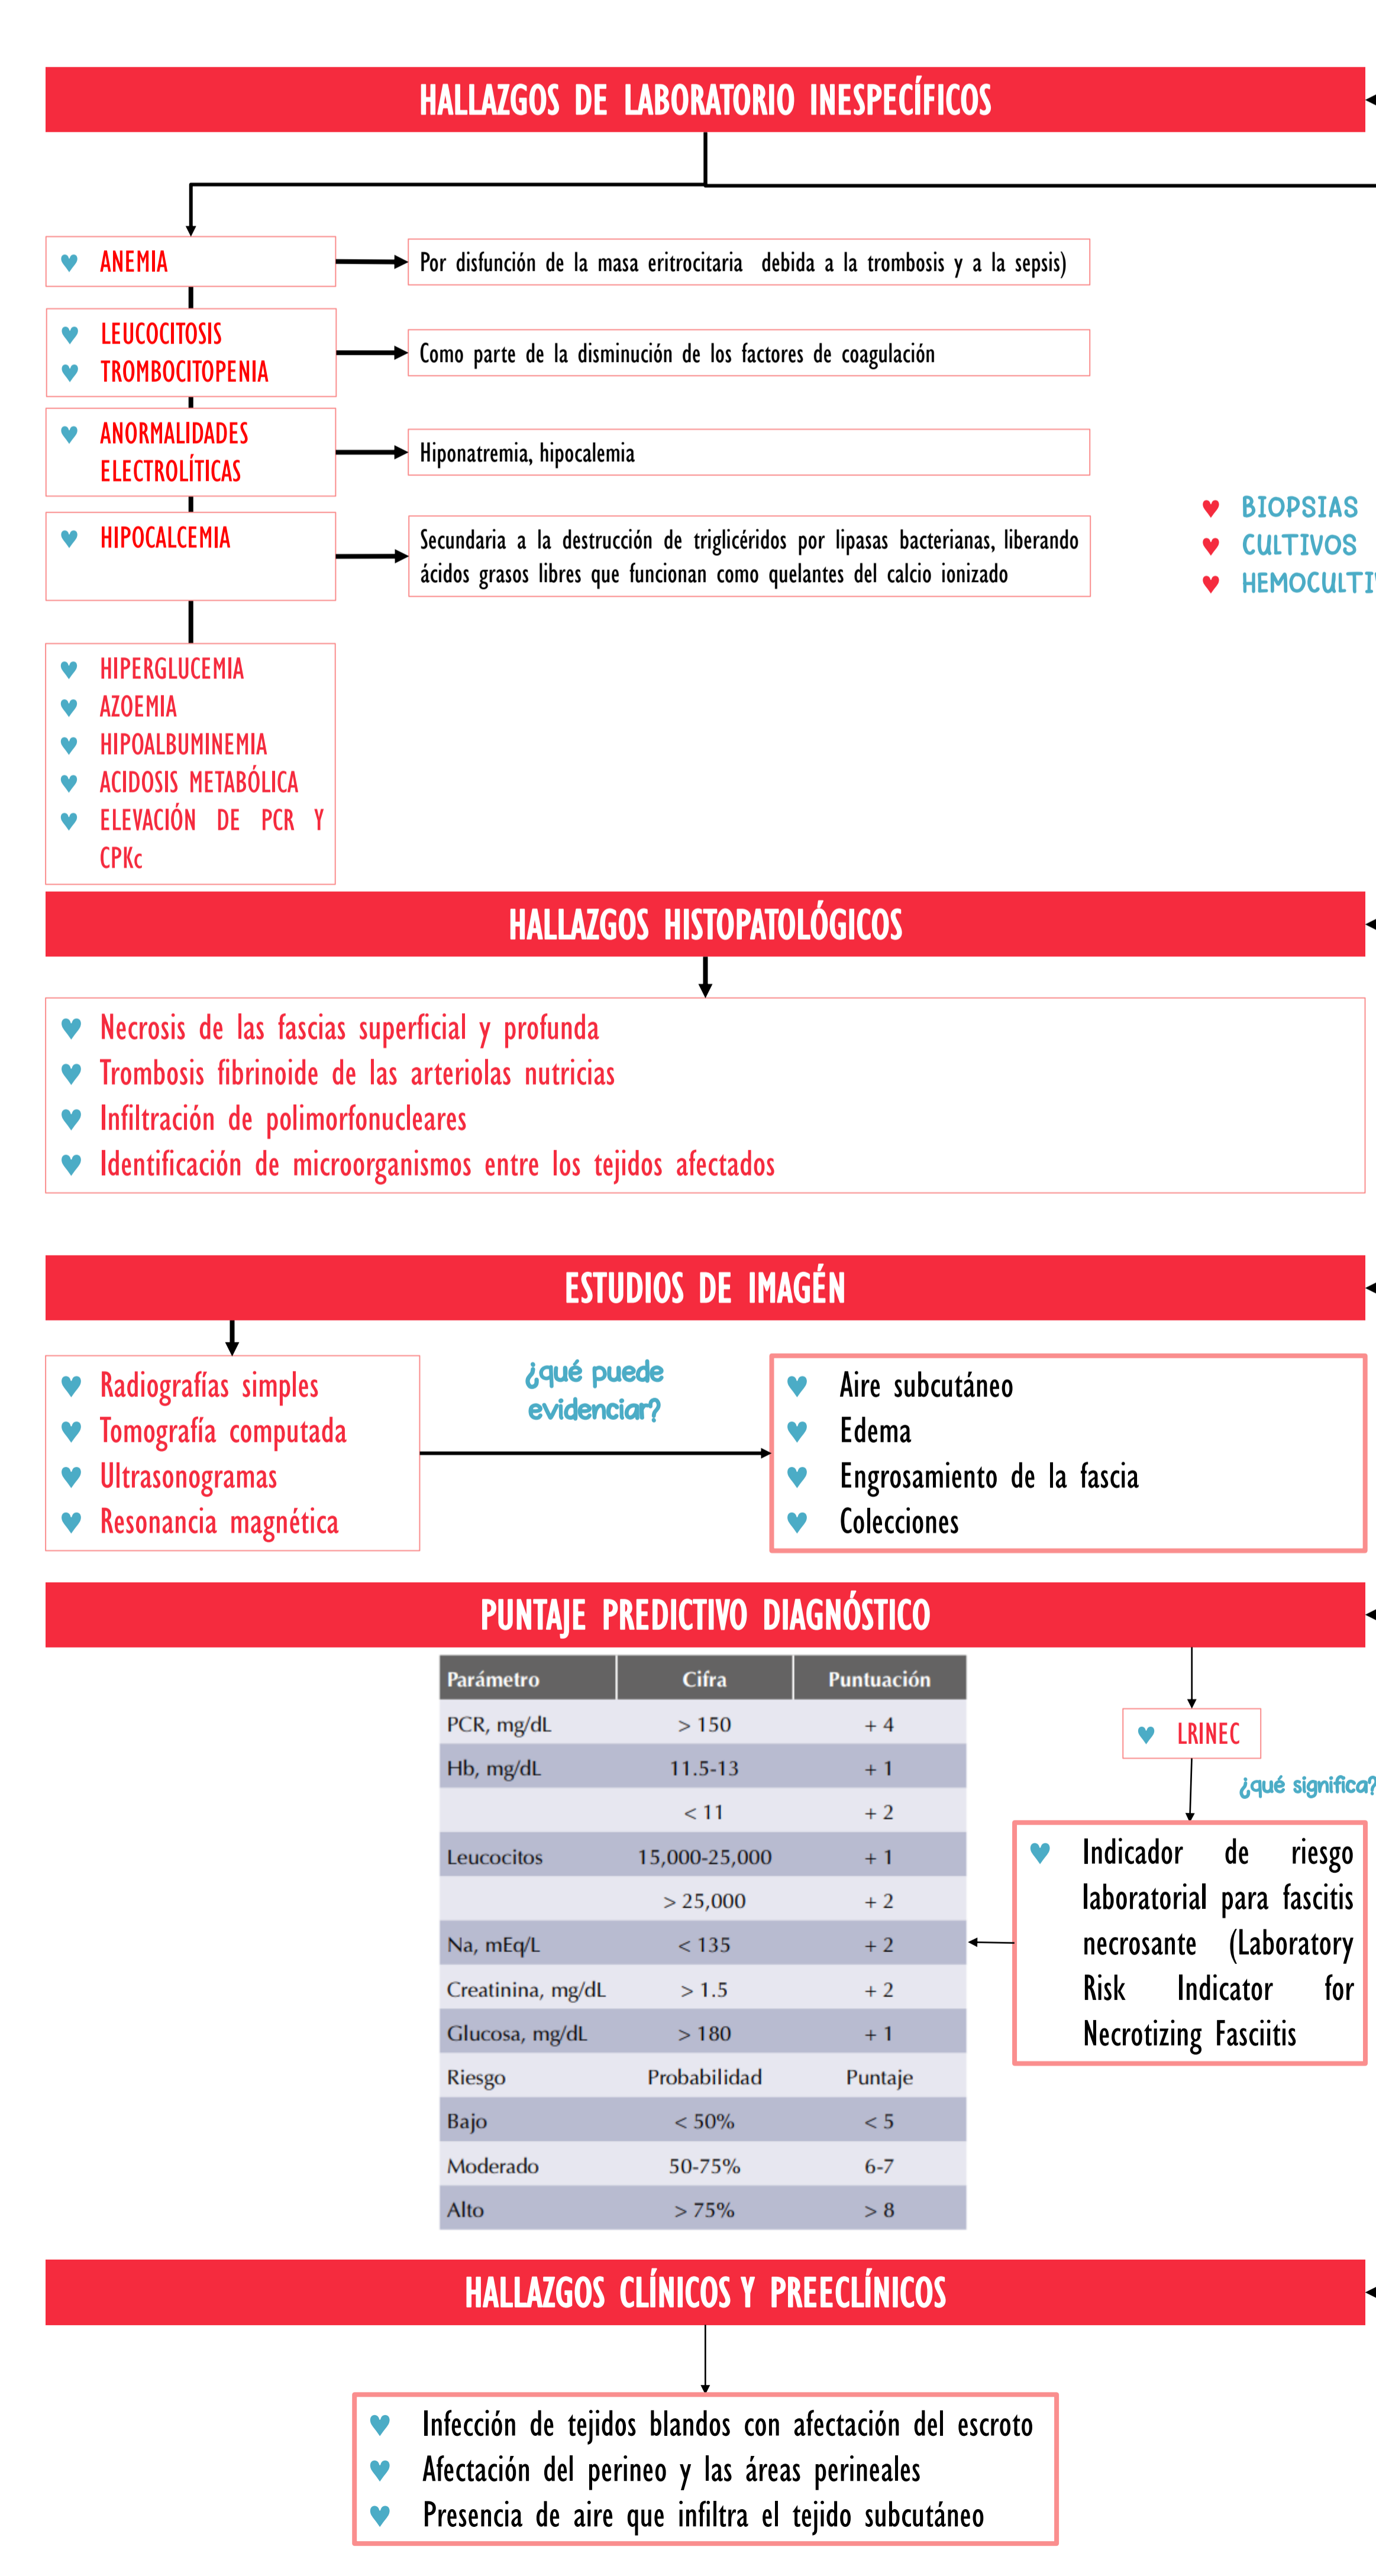 HALLAZGOS DE LABORATORIO INESPECÍFICOS
ANEMIA
Por disfunción de la masa eritrocitaria debida a la trombosis y a la sepsis)
LEUCOCITOSIS
TROMBOCITOPENIA
Como parte de la disminución de los factores de coagulación
ANORMALIDADES
ELECTROLÍTICAS
Hiponatremia, hipocalemia
BIOPSIAS
CULTIVOS
HEMOCULTI
HIPOCALCEMIA
Secundaria a la destrucción de triglicéridos por lipasas bacterianas, liberando
ácidos grasos libres que funcionan como quelantes del calcio ionizado
HIPERGLUCEMIA
AZOEMIA
HIPOALBUMINEMIA
ACIDOSIS METABÓLICA
ELEVACIÓN DE PCR Y
CPKc
HALLAZGOS HISTOPATOLÓGICOS
Necrosis de las fascias superficial y profunda
Trombosis fibrinoide de las arteriolas nutricias
Infiltración de polimorfonucleares
Identificación de microorganismos entre los tejidos afectados
ESTUDIOS DE IMAGÉN
Radiografías simples
Tomografía computada
Ultrasonogramas
Resonancia magnética
¿qué puede
evidenciar?
Aire subcutáneo
Edema
Engrosamiento de la fascia
Colecciones
PUNTAJE PREDICTIVO DIAGNÓSTICO
Parámetro Cifra Puntuación
PCR, mg/dL > 150 + 4
Hb, mg/dL 11.5-13 + 1
< 11 + 2
Leucocitos 15,000-25,000 + 1
> 25,000 + 2
Na, mEq/L < 135 + 2
Creatinina, mg/dL > 1.5 + 2
Glucosa, mg/dL > 180 + 1
Riesgo Probabilidad Puntaje
Bajo < 50% < 5
Moderado 50-75% 6-7
Alto > 75% > 8
LRINEC
¿qué significa?
Indicador de riesgo
laboratorial para fascitis
necrosante (Laboratory
Risk Indicator for
Necrotizing Fasciitis
HALLAZGOS CLÍNICOS Y PREECLÍNICOS
Infección de tejidos blandos con afectación del escroto
Afectación del perineo y las áreas perineales
Presencia de aire que infiltra el tejido subcutáneo